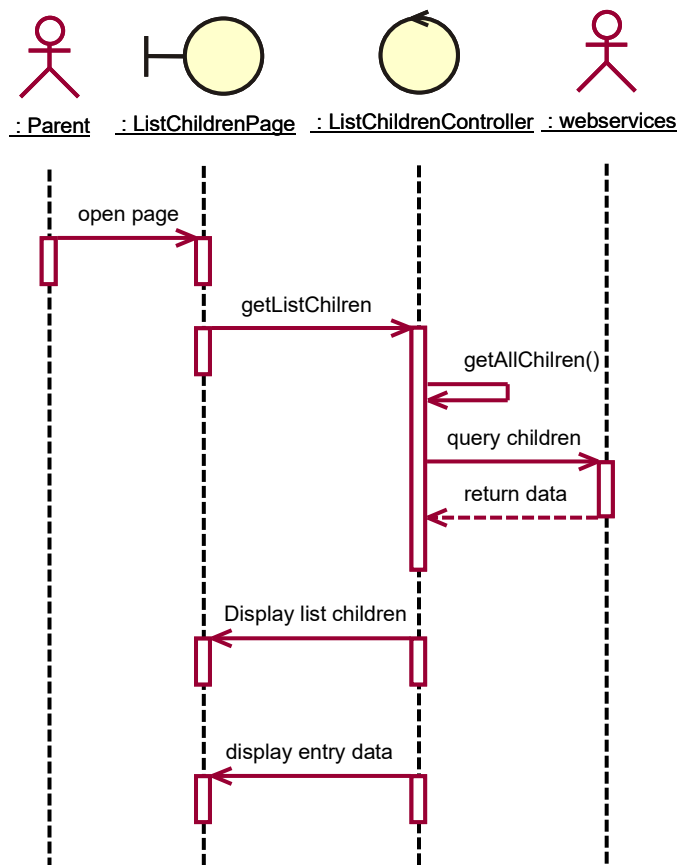 : Parent
: ListChildrenPage
: ListChildrenController
: webservices
open page
getListChilren
getAllChilren()
query children
return data
Display list children
display entry data